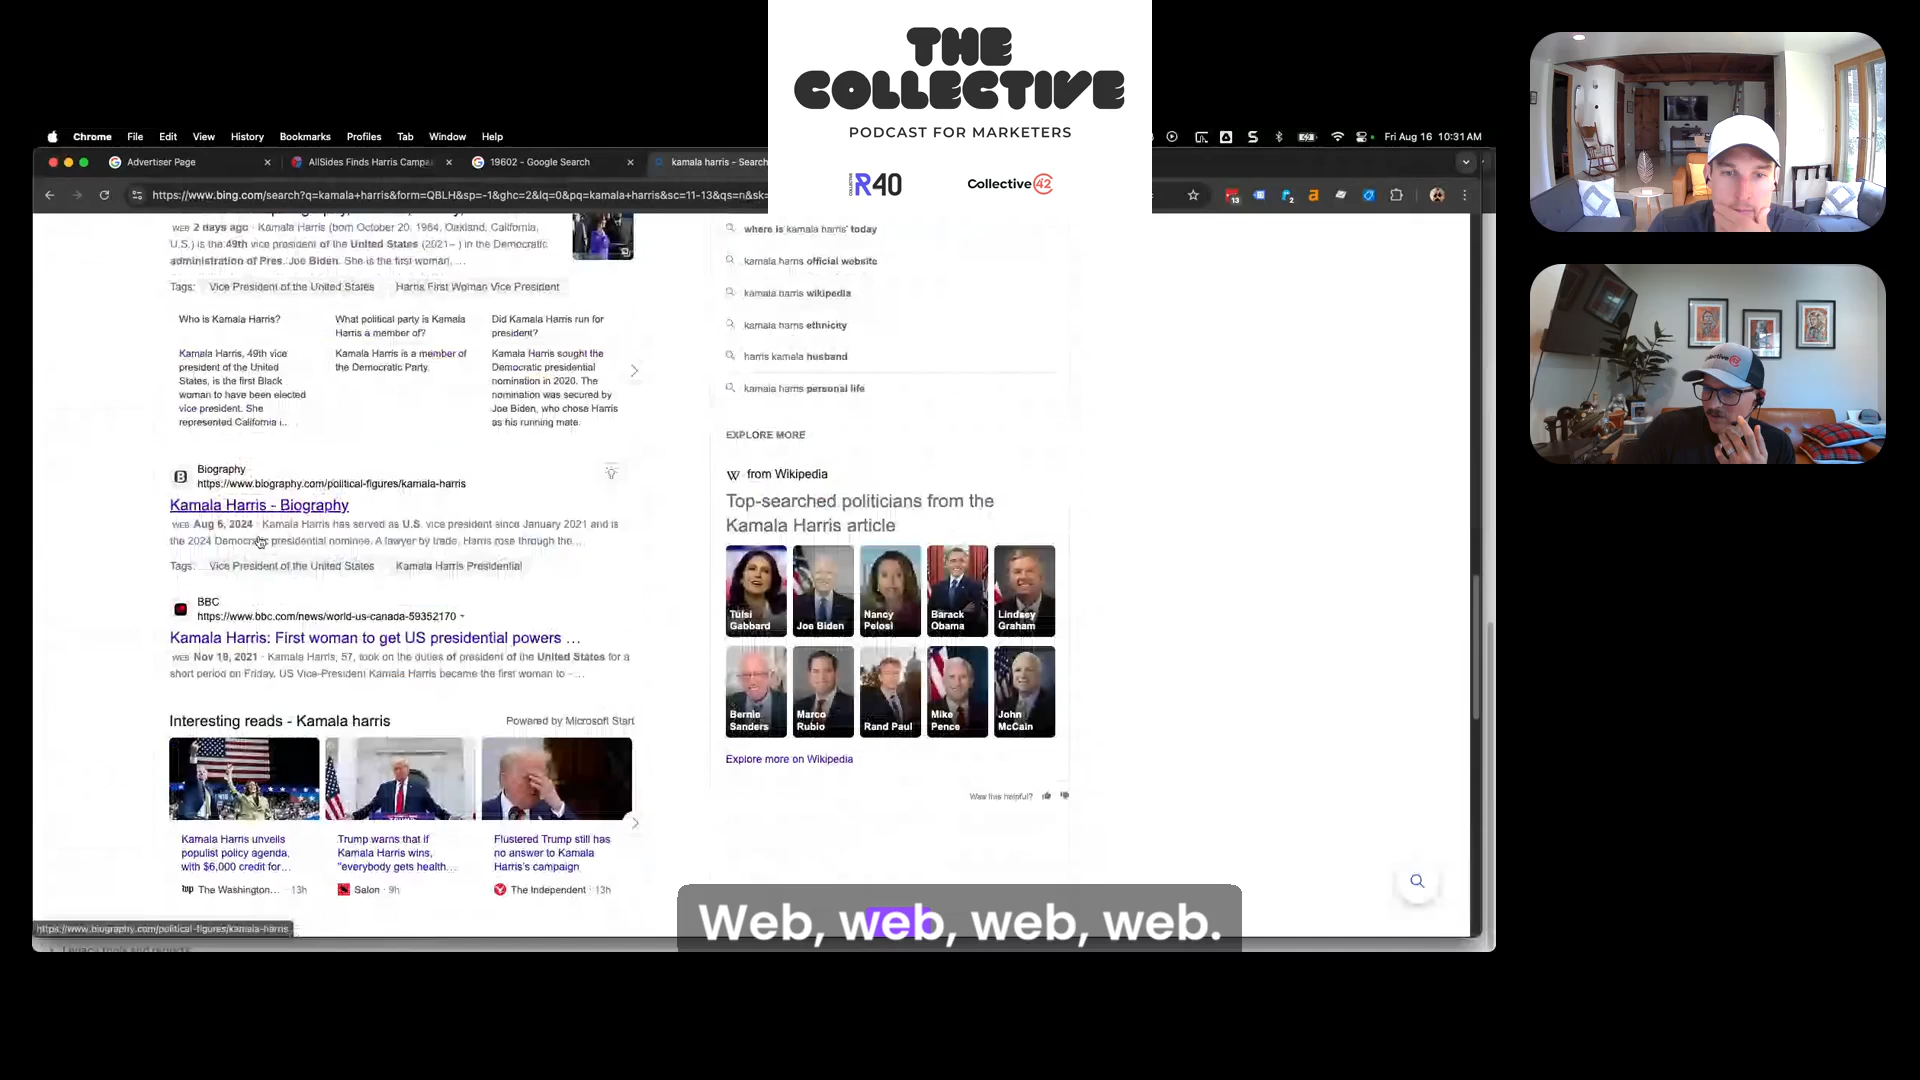 THE
COLLECTIVE
PODCAST FOR MARKETERS
COLLECTIVE R40
Collective 42
Chrome File Edit View History Bookmarks Profiles Tab Window Help
Fri Aug 16 10:31 AM
Advertiser Page
AllSides Finds Harris Campa
19602 - Google Search
kamala harris - Search
https://www.bing.com/search?q=kamala+harris&form=QBLH&sp=-1&ghc=2&lq=0&pq=kamala+harris&sc=11-13&qs=n&sk=
13
2
WEB 2 days ago · Kamala Harris (born October 20, 1964, Oakland, California,
U.S.) is the 49th vice president of the United States (2021– ) in the Democratic
administration of Pres. Joe Biden. She is the first woman, …
Tags: Vice President of the United States Harris First Woman Vice President
Who is Kamala Harris?
Kamala Harris, 49th vice
president of the United
States, is the first Black
woman to have been elected
vice president. She
represented California i…
What political party is Kamala
Harris a member of?
Kamala Harris is a member of
the Democratic Party.
Did Kamala Harris run for
president?
Kamala Harris sought the
Democratic presidential
nomination in 2020. The
nomination was secured by
Joe Biden, who chose Harris
as his running mate.
Biography
https://www.biography.com/political-figures/kamala-harris
Kamala Harris - Biography
WEB Aug 6, 2024 · Kamala Harris has served as U.S. vice president since January 2021 and is
the 2024 Democratic presidential nominee. A lawyer by trade, Harris rose through the…
Tags: Vice President of the United States Kamala Harris Presidential
BBC
https://www.bbc.com/news/world-us-canada-59352170
Kamala Harris: First woman to get US presidential powers …
WEB Nov 19, 2021 · Kamala Harris, 57, took on the duties of president of the United States for a
short period on Friday. US Vice-President Kamala Harris became the first woman to - …
Interesting reads - Kamala harris
Powered by Microsoft Start
Kamala Harris unveils
populist policy agenda,
with $6,000 credit for…
wp The Washington… · 13h
Trump warns that if
Kamala Harris wins,
"everybody gets health…
Salon · 9h
Flustered Trump still has
no answer to Kamala
Harris's campaign
The Independent · 13h
where is kamala harris' today
kamala harris official website
kamala harris wikipedia
kamala harris ethnicity
harris kamala husband
kamala harris personal life
EXPLORE MORE
W from Wikipedia
Top-searched politicians from the
Kamala Harris article
Tulsi
Gabbard
Joe Biden
Nancy
Pelosi
Barack
Obama
Lindsey
Graham
Bernie
Sanders
Marco
Rubio
Rand Paul
Mike
Pence
John
McCain
Explore more on Wikipedia
Was this helpful?
https://www.biography.com/political-figures/kamala-harris
Legacy tools and reports
Web, web, web, web.
Collective 42